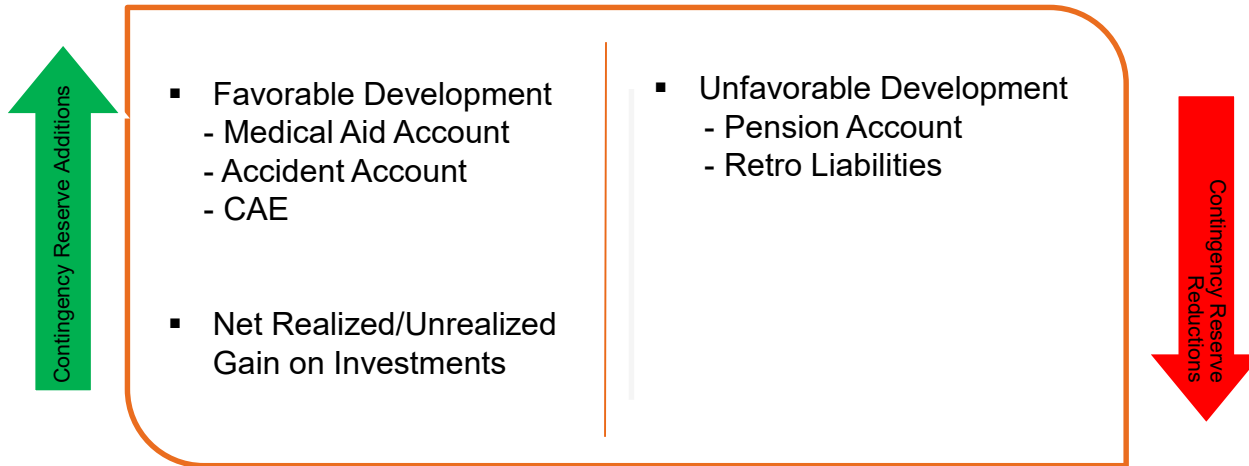 Contingency Reserve Additions
▪ Favorable Development
- Medical Aid Account
- Accident Account
- CAE
▪ Net Realized/Unrealized
Gain on Investments
▪ Unfavorable Development
- Pension Account
- Retro Liabilities
Contingency Reserve
Reductions